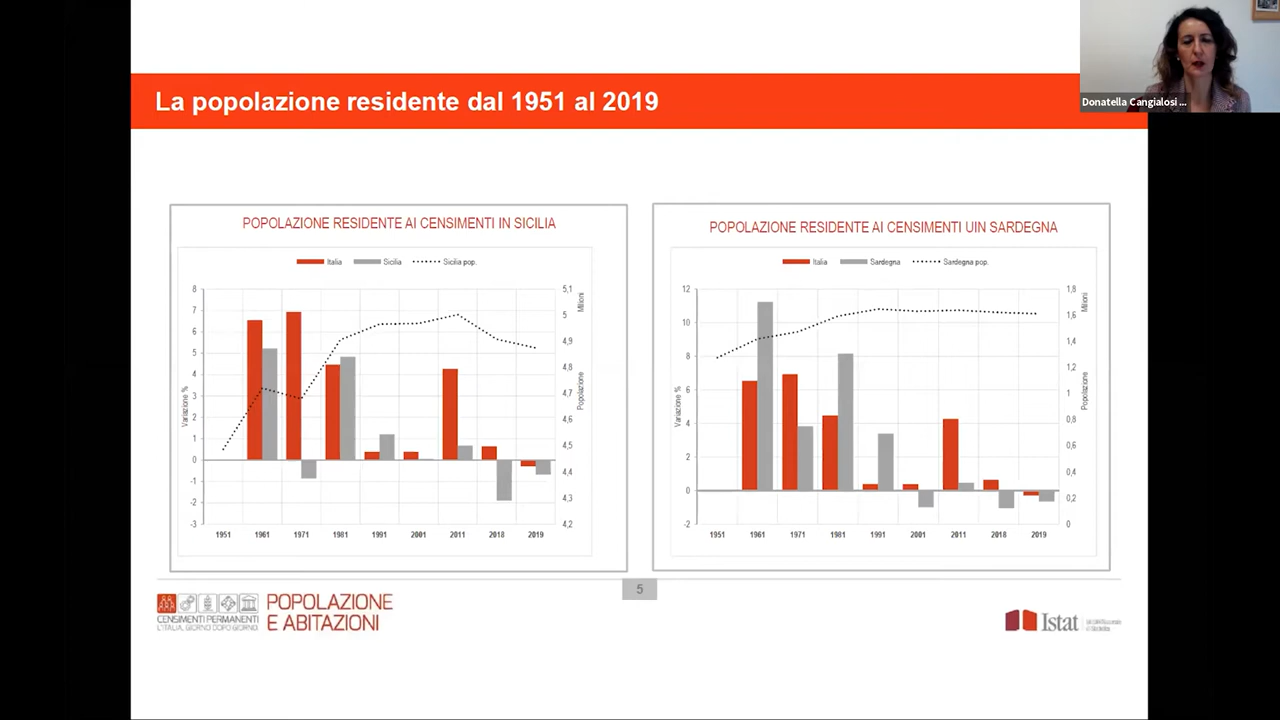 Donatella Cangialosi ...
La popolazione residente dal 1951 al 2019
POPOLAZIONE RESIDENTE AI CENSIMENTI IN SICILIA
Italia Sicilia Sicilia pop.
8
7
6
5
4
3
2
1
0
-1
-2
-3
Variazione %
5,1
5
4,9
4,8
4,7
4,6
4,5
4,4
4,3
4,2
Milioni
Popolazione
1951 1961 1971 1981 1991 2001 2011 2018 2019
POPOLAZIONE RESIDENTE AI CENSIMENTI UIN SARDEGNA
Italia Sardegna Sardegna pop.
12
10
8
6
4
2
0
-2
Variazione %
1,8
1,6
1,4
1,2
1
0,8
0,6
0,4
0,2
0
Milioni
Popolazione
1951 1961 1971 1981 1991 2001 2011 2018 2019
5
CENSIMENTI PERMANENTI
L'ITALIA, GIORNO DOPO GIORNO.
POPOLAZIONE
E ABITAZIONI
Istat